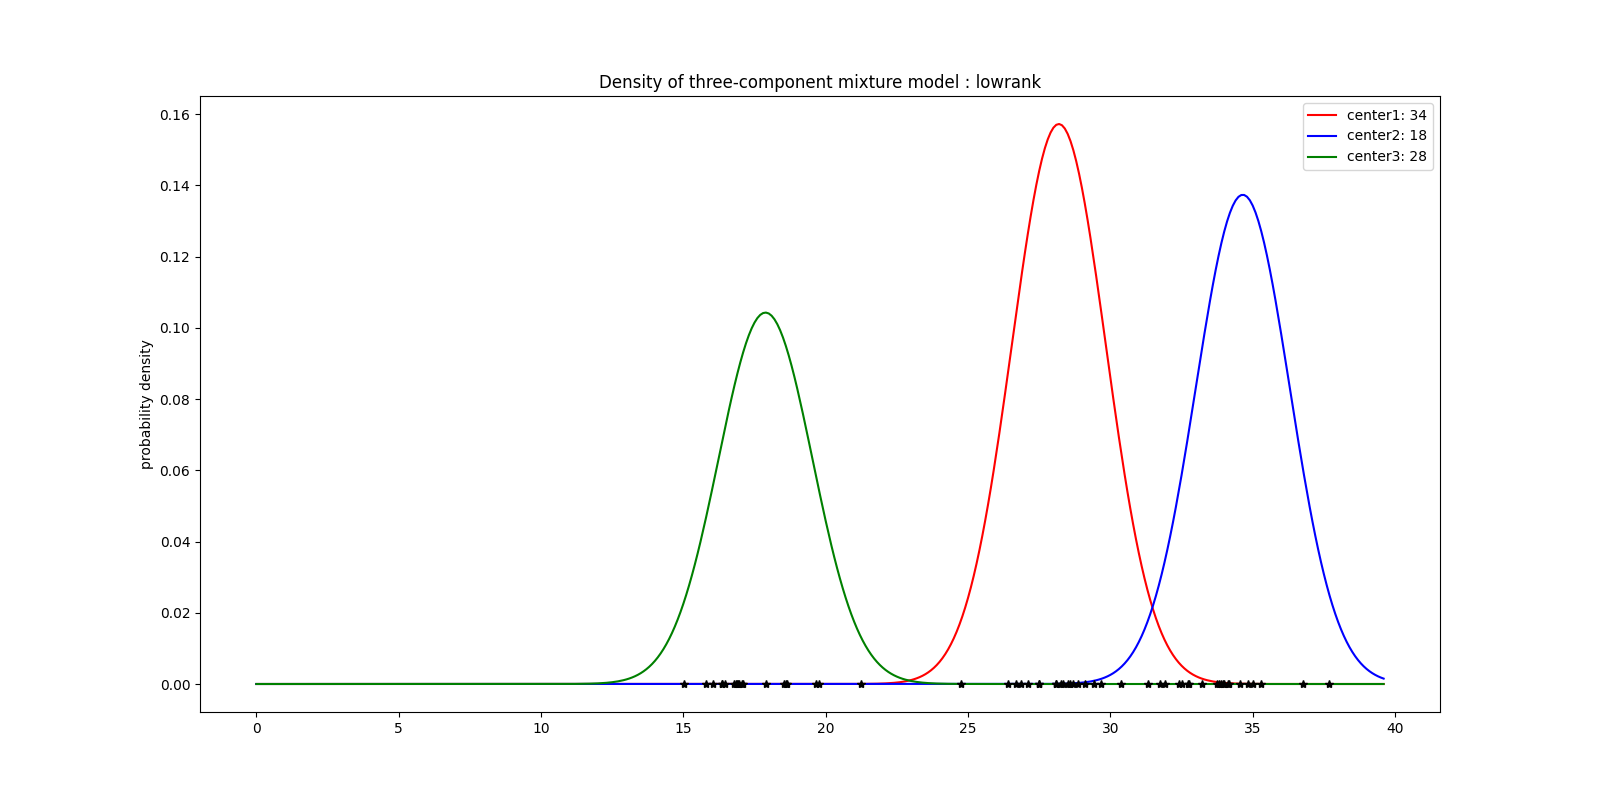 Density of three-component mixture model : lowrank
center1: 34
center2: 18
center3: 28
probability density
0.16
0.14
0.12
0.10
0.08
0.06
0.04
0.02
0.00
0 5 10 15 20 25 30 35 40